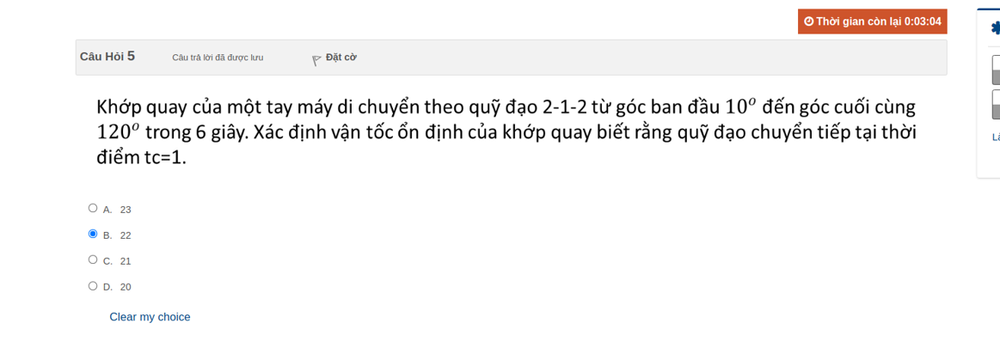 Thời gian còn lại 0:03:04
Câu Hỏi 5 Câu trả lời đã được lưu Đặt cờ
Khớp quay của một tay máy di chuyển theo quỹ đạo 2-1-2 từ góc ban đầu 10ᵒ đến góc cuối cùng
120ᵒ trong 6 giây. Xác định vận tốc ổn định của khớp quay biết rằng quỹ đạo chuyển tiếp tại thời
điểm tc=1.
A. 23
B. 22
C. 21
D. 20
Clear my choice